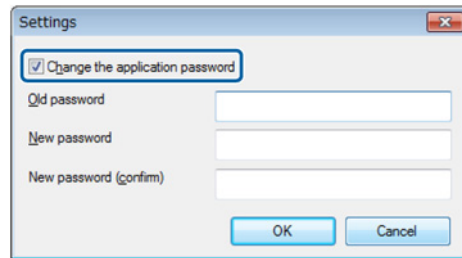 Settings
Change the application password
Old password
New password
New password (confirm)
OK
Cancel